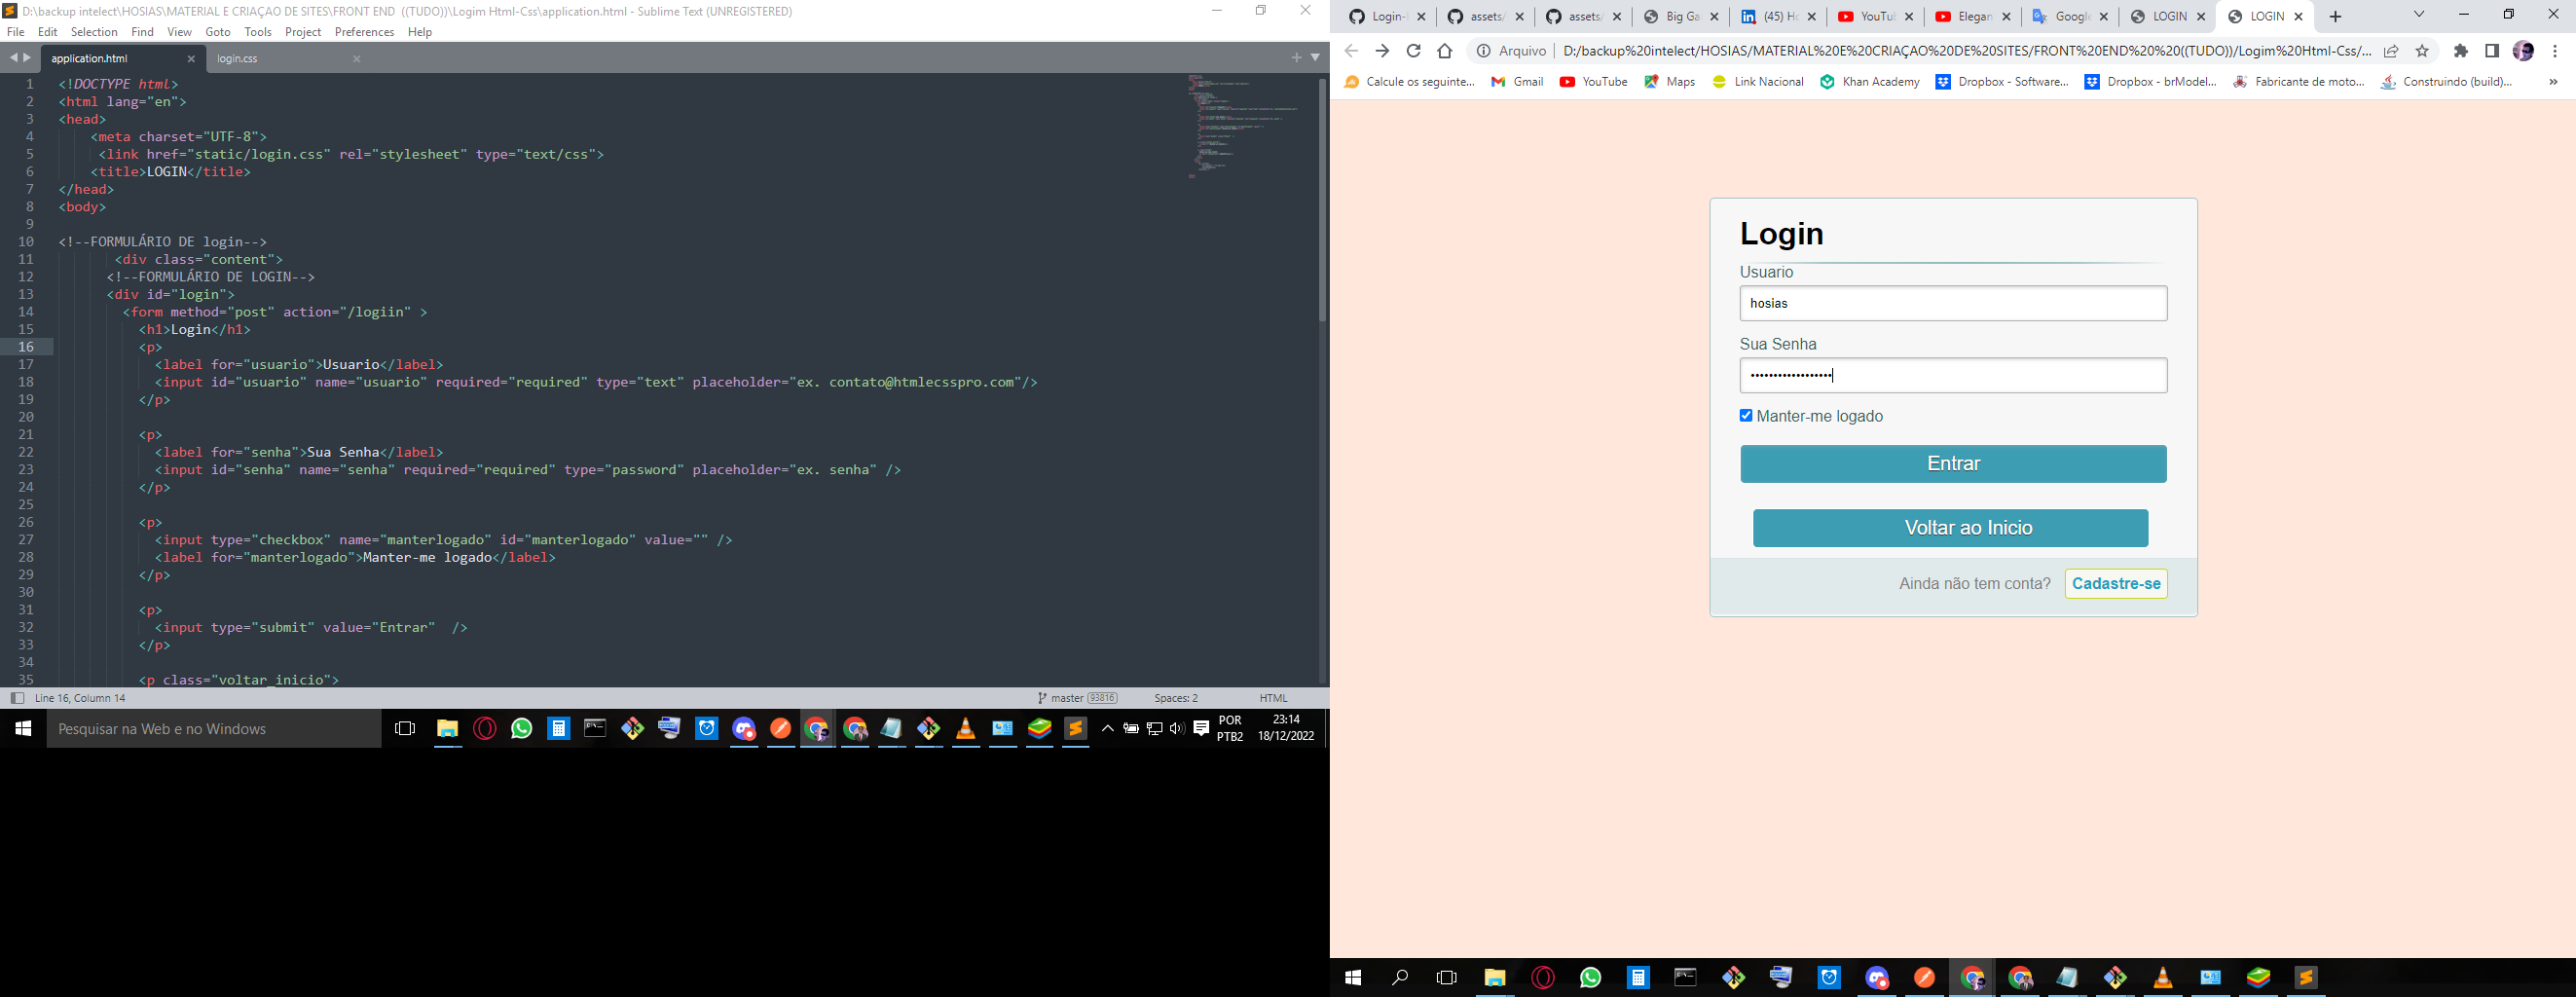 D:\backup intelect\HOSIAS\MATERIAL E CRIAÇAO DE SITES\FRONT END  ((TUDO))\Logim Html-Css\application.html - Sublime Text (UNREGISTERED)
File Edit Selection Find View Goto Tools Project Preferences Help
application.html login.css
1 <!DOCTYPE html>
2 <html lang="en">
3 <head>
4 <meta charset="UTF-8">
5 <link href="static/login.css" rel="stylesheet" type="text/css">
6 <title>LOGIN</title>
7 </head>
8 <body>
9
10 <!--FORMULÁRIO DE login-->
11 <div class="content">
12 <!--FORMULÁRIO DE LOGIN-->
13 <div id="login">
14 <form method="post" action="/logiin" >
15 <h1>Login</h1>
16 <p>
17 <label for="usuario">Usuario</label>
18 <input id="usuario" name="usuario" required="required" type="text" placeholder="ex. contato@htmlecsspro.com"/>
19 </p>
20
21 <p>
22 <label for="senha">Sua Senha</label>
23 <input id="senha" name="senha" required="required" type="password" placeholder="ex. senha" />
24 </p>
25
26 <p>
27 <input type="checkbox" name="manterlogado" id="manterlogado" value="" />
28 <label for="manterlogado">Manter-me logado</label>
29 </p>
30
31 <p>
32 <input type="submit" value="Entrar"  />
33 </p>
34
35 <p class="voltar_inicio">
Line 16, Column 14 master 93816 Spaces: 2 HTML
Pesquisar na Web e no Windows
POR
PTB2
23:14
18/12/2022
Login- assets/ assets/ Big Ga (45) Ho YouTu Elegan Googl LOGIN LOGIN
Arquivo D:/backup%20intelect/HOSIAS/MATERIAL%20E%20CRIAÇAO%20DE%20SITES/FRONT%20END%20%20((TUDO))/Logim%20Html-Css/...
Calcule os seguinte... Gmail YouTube Maps Link Nacional Khan Academy Dropbox - Software... Dropbox - brModel... Fabricante de moto... Construindo (build)... »
Login
Usuario
hosias
Sua Senha
••••••••••••••••••
Manter-me logado
Entrar
Voltar ao Inicio
Ainda não tem conta? Cadastre-se